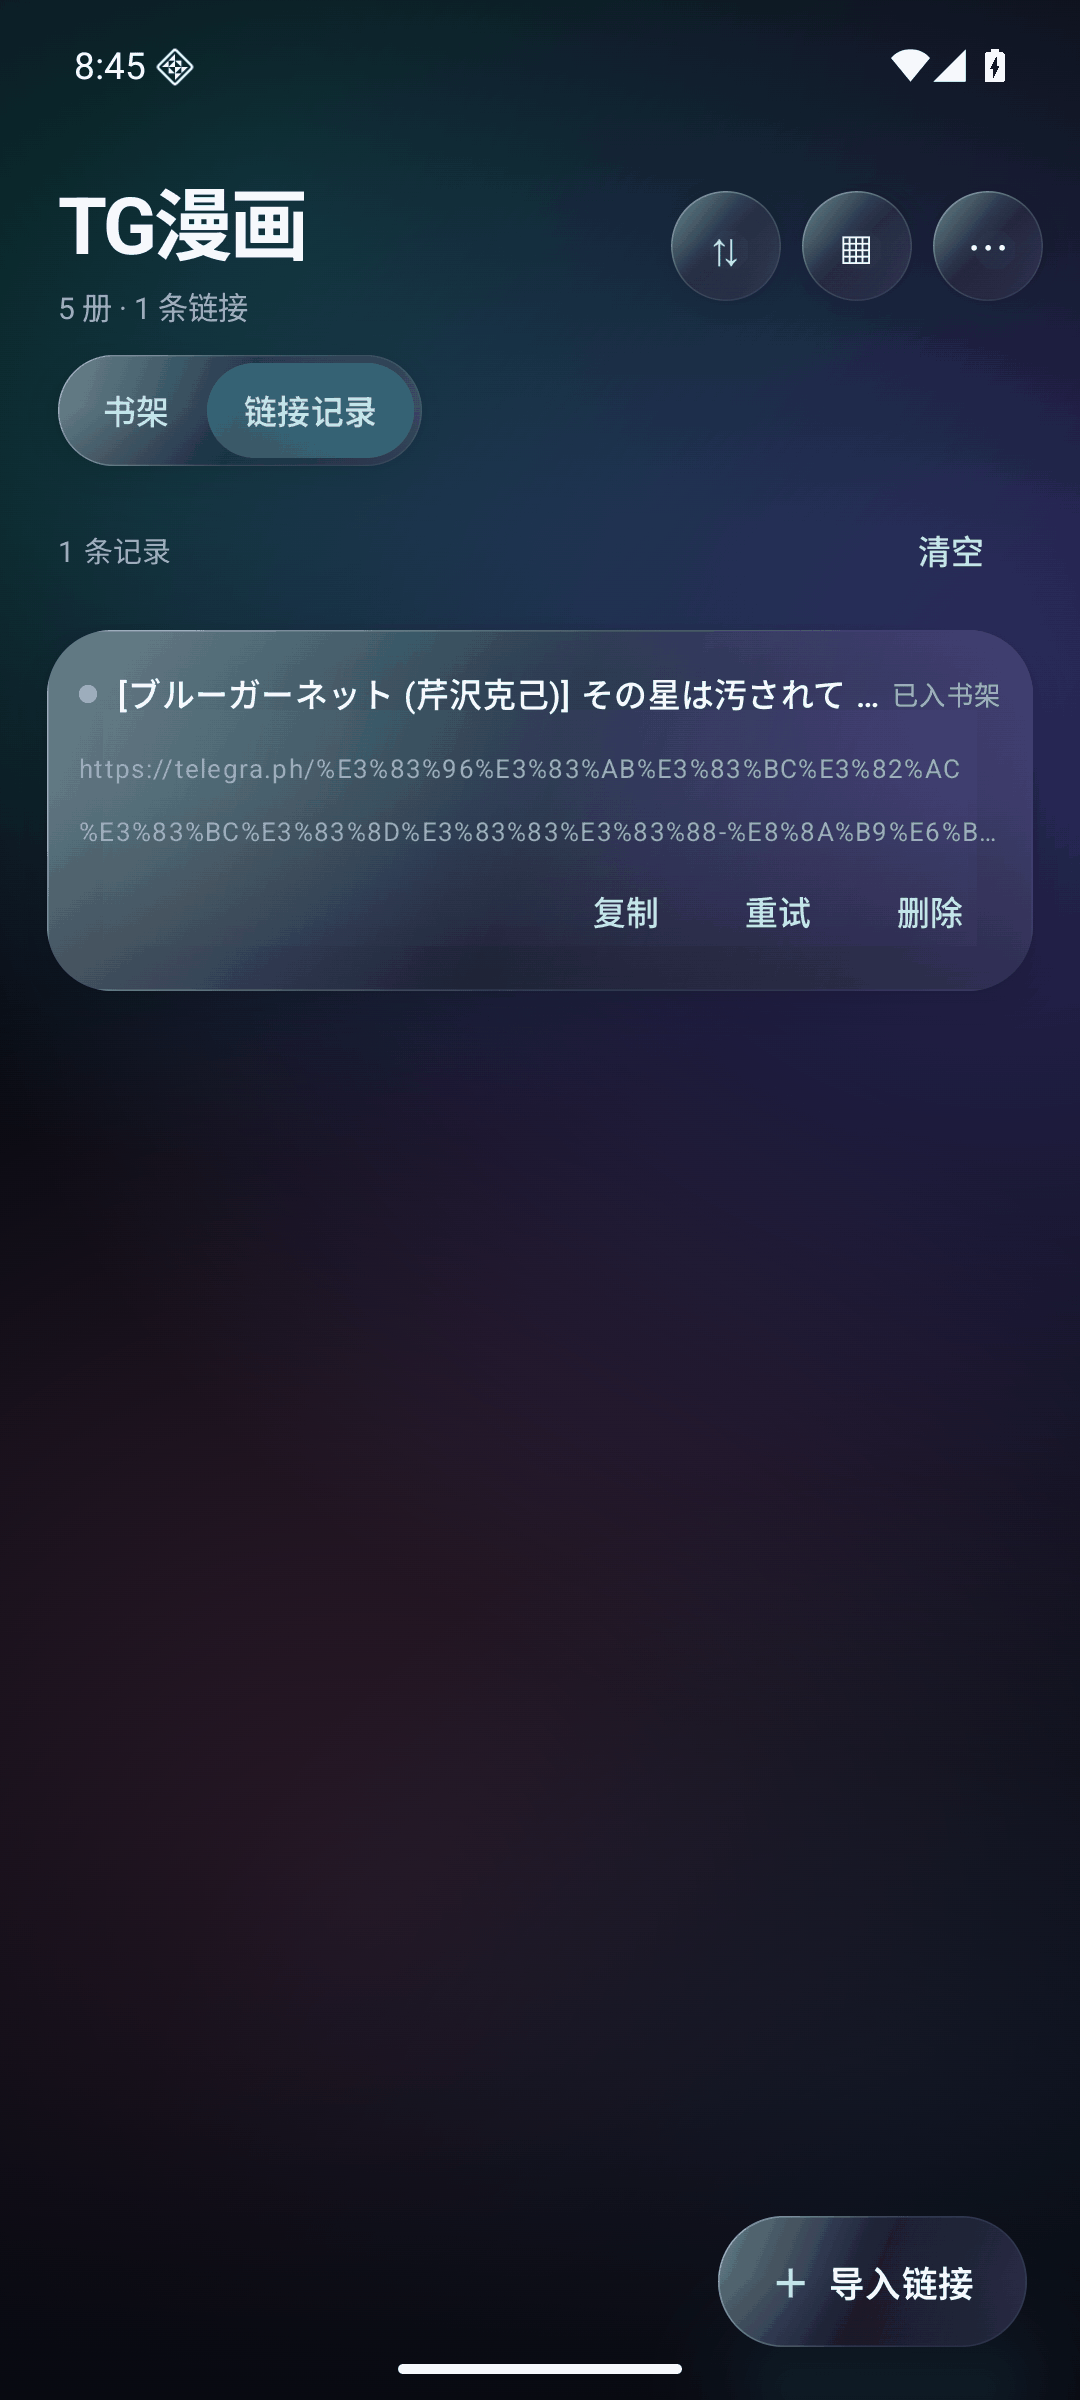 8:45
TG漫画
5 册 · 1 条链接
书架
链接记录
1 条记录
清空
[ブルーガーネット (芹沢克己)] その星は汚されて …
已入书架
https://telegra.ph/%E3%83%96%E3%83%AB%E3%83%BC%E3%82%AC
%E3%83%BC%E3%83%8D%E3%83%83%E3%83%88-%E8%8A%B9%E6%B…
复制
重试
删除
+ 导入链接